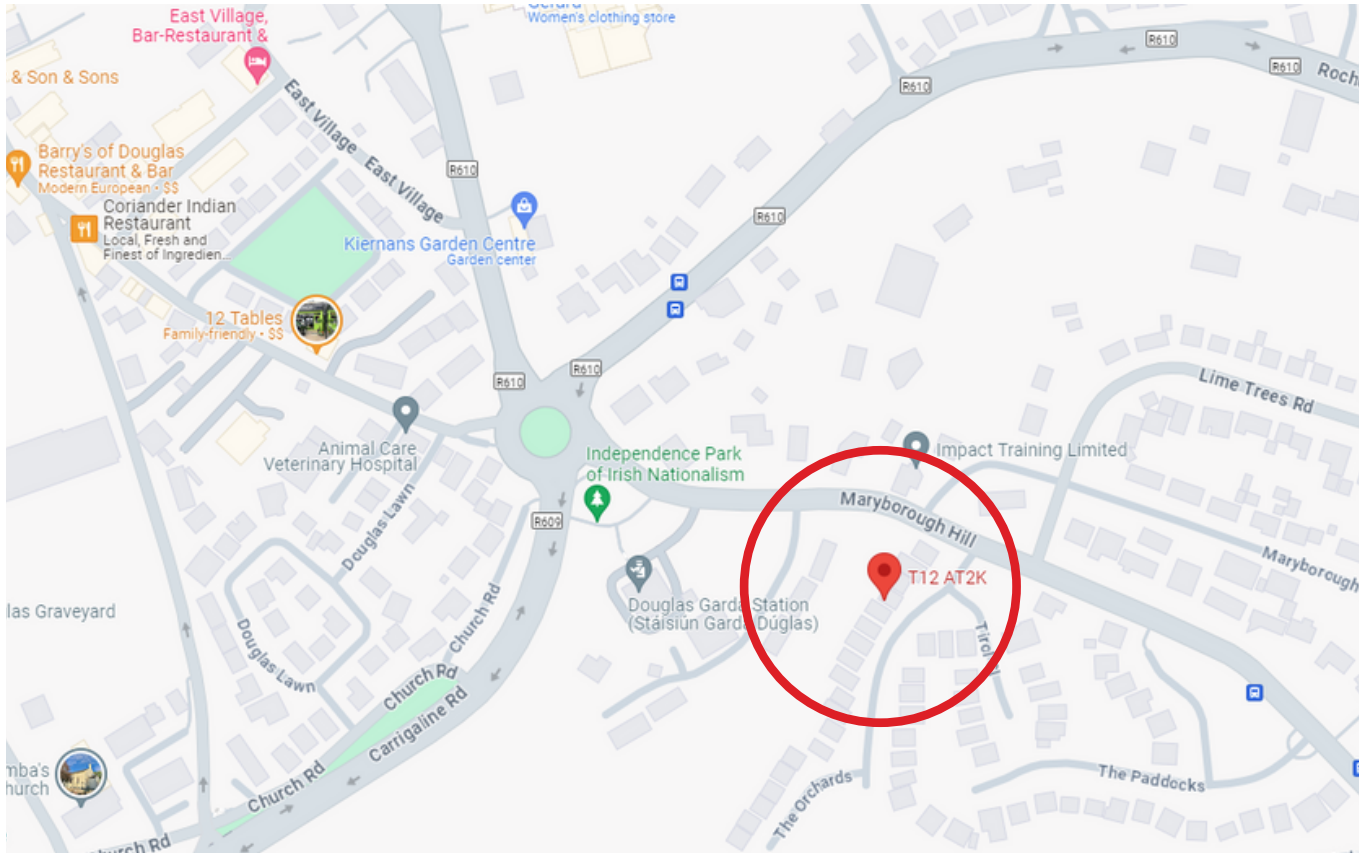 East Village,
Bar-Restaurant &
Women's clothing store
& Son & Sons
Barry's of Douglas
Restaurant & Bar
Modern European • $$
Coriander Indian
Restaurant
Local, Fresh and
Finest of Ingredien...
East Village
East Village
Kiernans Garden Centre
Garden center
12 Tables
Family-friendly • $$
R610
R610
R610
R610
R610
R610
R610
Roch
Lime Trees Rd
Animal Care
Veterinary Hospital
Independence Park
of Irish Nationalism
Impact Training Limited
Maryborough Hill
Maryborough
R609
Douglas Lawn
Douglas Lawn
T12 AT2K
Douglas Garda Station
(Stáisiún Garda Dúglas)
las Graveyard
Church Rd
Church Rd
Church Rd
Carrigaline Rd
The Orchards
The Paddocks
mba's
hurch
hurch Rd